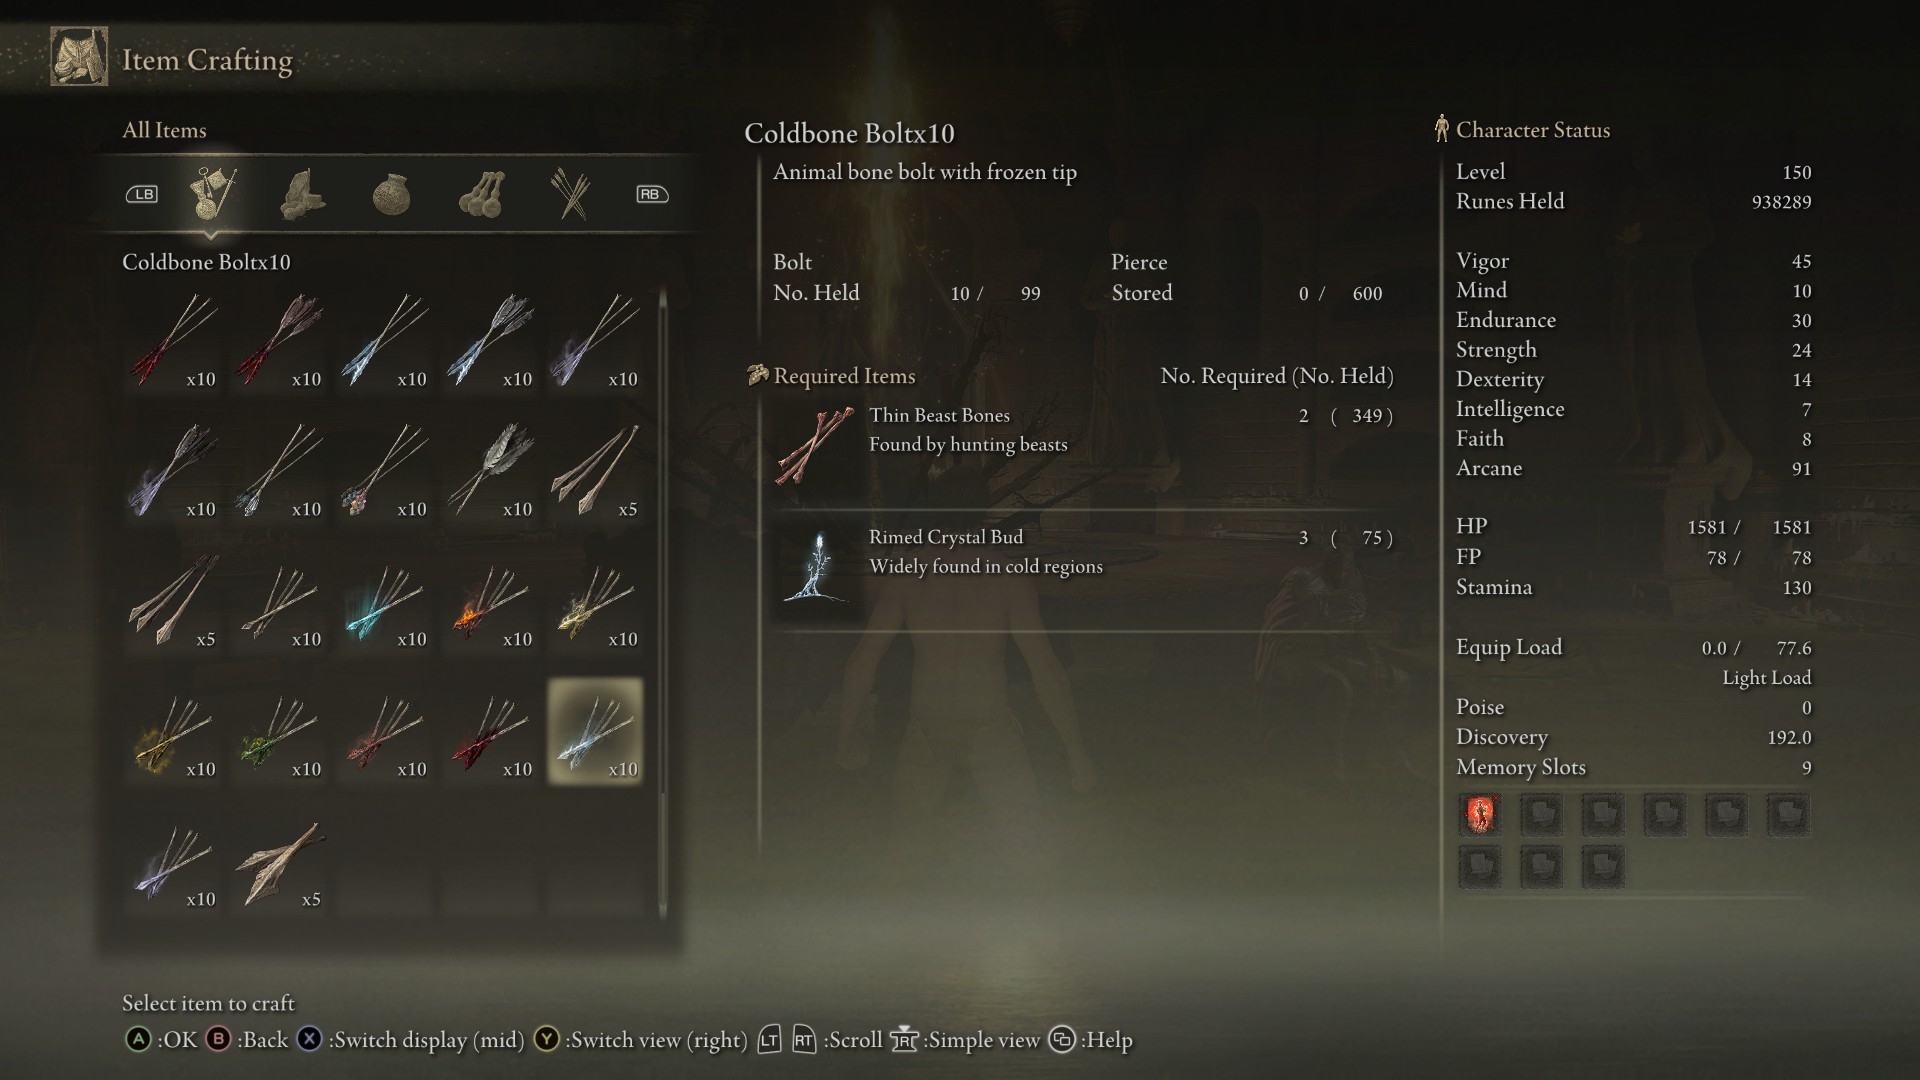 Item Crafting
All Items
LB
RB
Coldbone Boltx10
x10 x10 x10 x10 x10
x10 x10 x10 x10 x5
x5 x10 x10 x10 x10
x10 x10 x10 x10 x10
x10 x5
Coldbone Boltx10
Animal bone bolt with frozen tip
Bolt Pierce
No. Held 10 / 99 Stored 0 / 600
Required Items No. Required (No. Held)
Thin Beast Bones 2 ( 349 )
Found by hunting beasts
Rimed Crystal Bud 3 ( 75 )
Widely found in cold regions
Character Status
Level 150
Runes Held 938289
Vigor 45
Mind 10
Endurance 30
Strength 24
Dexterity 14
Intelligence 7
Faith 8
Arcane 91
HP 1581 / 1581
FP 78 / 78
Stamina 130
Equip Load 0.0 / 77.6
Light Load
Poise 0
Discovery 192.0
Memory Slots 9
Select item to craft
A :OK B :Back X :Switch display (mid) Y :Switch view (right) LT RT :Scroll R :Simple view :Help